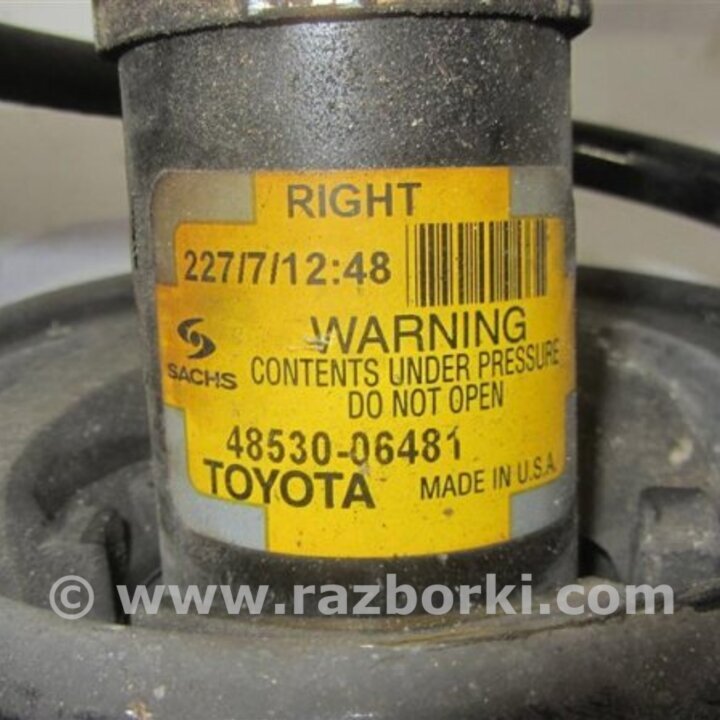 RIGHT
227/7/12:48
WARNING
SACHS
CONTENTS UNDER PRESSURE
DO NOT OPEN
48530-06481
TOYOTA MADE IN U.S.A.
© www.razborki.com